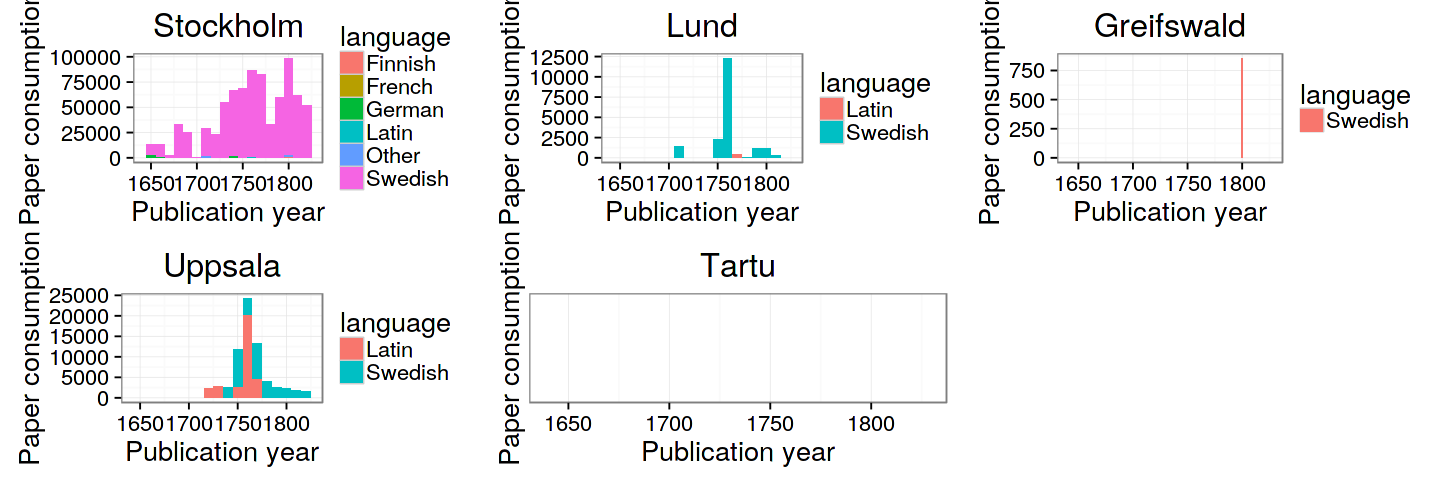 Stockholm
Paper consumption
100000
75000
50000
25000
0
1650 1700 1750 1800
Publication year
language
Finnish
French
German
Latin
Other
Swedish
Lund
Paper consumption
12500
10000
7500
5000
2500
0
1650 1700 1750 1800
Publication year
language
Latin
Swedish
Greifswald
Paper consumption
750
500
250
0
1650 1700 1750 1800
Publication year
language
Swedish
Uppsala
Paper consumption
25000
20000
15000
10000
5000
0
1650 1700 1750 1800
Publication year
language
Latin
Swedish
Tartu
Paper consumption
1650 1700 1750 1800
Publication year